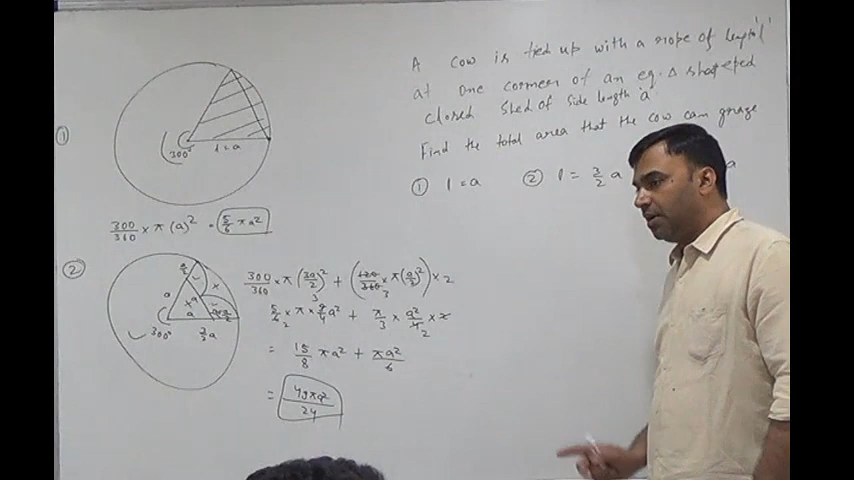 A cow is tied up with a rope of length 'l'
at one corner of an eq. Δ shapeed
closed shed of side length 'a'.
Find the total area that the cow can graze
① l = a ② l = 3/2 a a
①
300°
l = a
300/360 × π (a)² = 5/6 πa²
②
a/2
a
a
x
x
300°
3/2 a
300/360 × π (3a/2)² + (120/360 × π (a/2)²) × 2
5/6 × π × 9/4 a² + π/3 × a²/4 × 2
= 15/8 πa² + πa²/6
= 49πa²/24